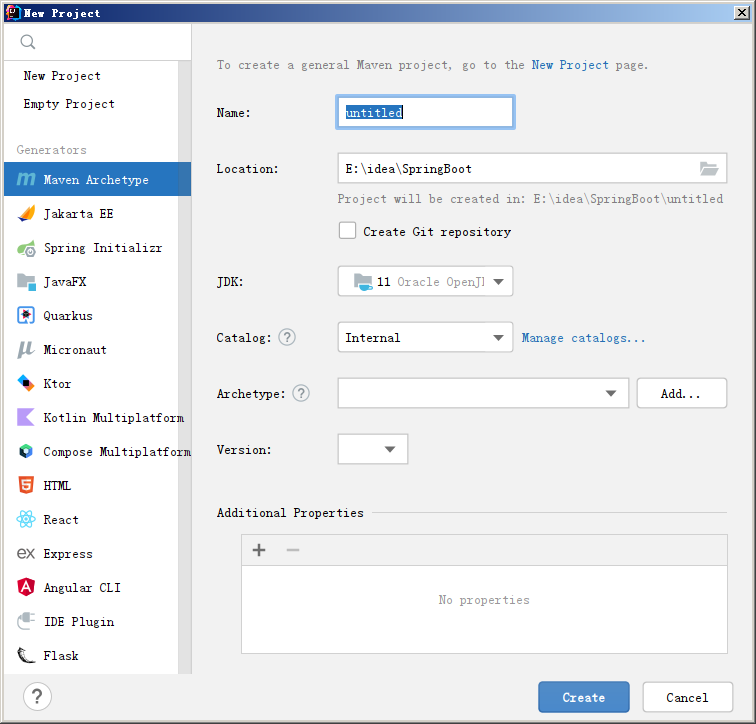 New Project
New Project
Empty Project
Generators
Maven Archetype
Jakarta EE
Spring Initializr
JavaFX
Quarkus
Micronaut
Ktor
Kotlin Multiplatform
Compose Multiplatform
HTML
React
ex Express
Angular CLI
IDE Plugin
Flask
To create a general Maven project, go to the New Project page.
Name: untitled
Location: E:\idea\SpringBoot
Project will be created in: E:\idea\SpringBoot\untitled
Create Git repository
JDK: 11 Oracle OpenJ
Catalog: ? Internal Manage catalogs...
Archetype: ? Add...
Version:
Additional Properties
No properties
? Create Cancel